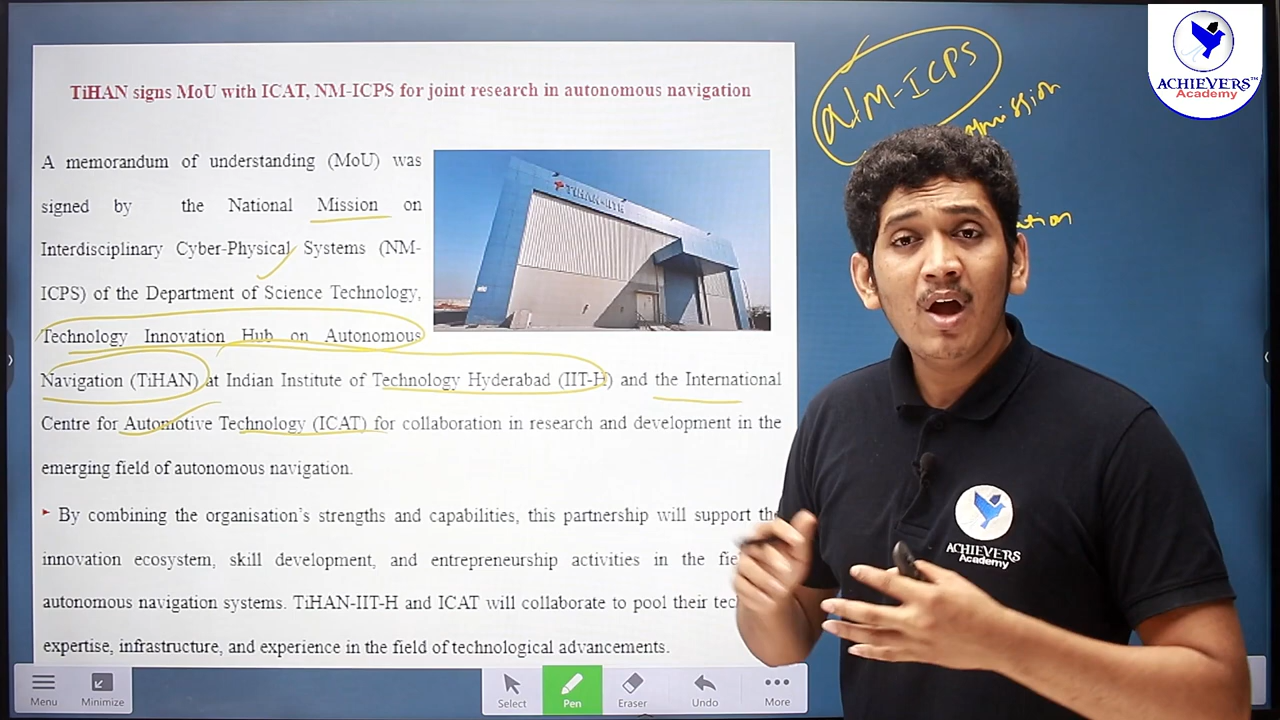 TiHAN signs MoU with ICAT, NM-ICPS for joint research in autonomous navigation
A memorandum of understanding (MoU) was
signed by the National Mission on
Interdisciplinary Cyber-Physical Systems (NM-
ICPS) of the Department of Science Technology,
Technology Innovation Hub on Autonomous
Navigation (TiHAN) at Indian Institute of Technology Hyderabad (IIT-H) and the International
Centre for Automotive Technology (ICAT) for collaboration in research and development in the
emerging field of autonomous navigation.
By combining the organisation's strengths and capabilities, this partnership will support the
innovation ecosystem, skill development, and entrepreneurship activities in the
autonomous navigation systems. TiHAN-IIT-H and ICAT will collaborate to pool their
expertise, infrastructure, and experience in the field of technological advancements.
TiHAN-IITH
-ICPS
ACHIEVERS™
Academy
ACHIEVERS
Academy
Menu
Minimize
Select
Pen
Eraser
Undo
More